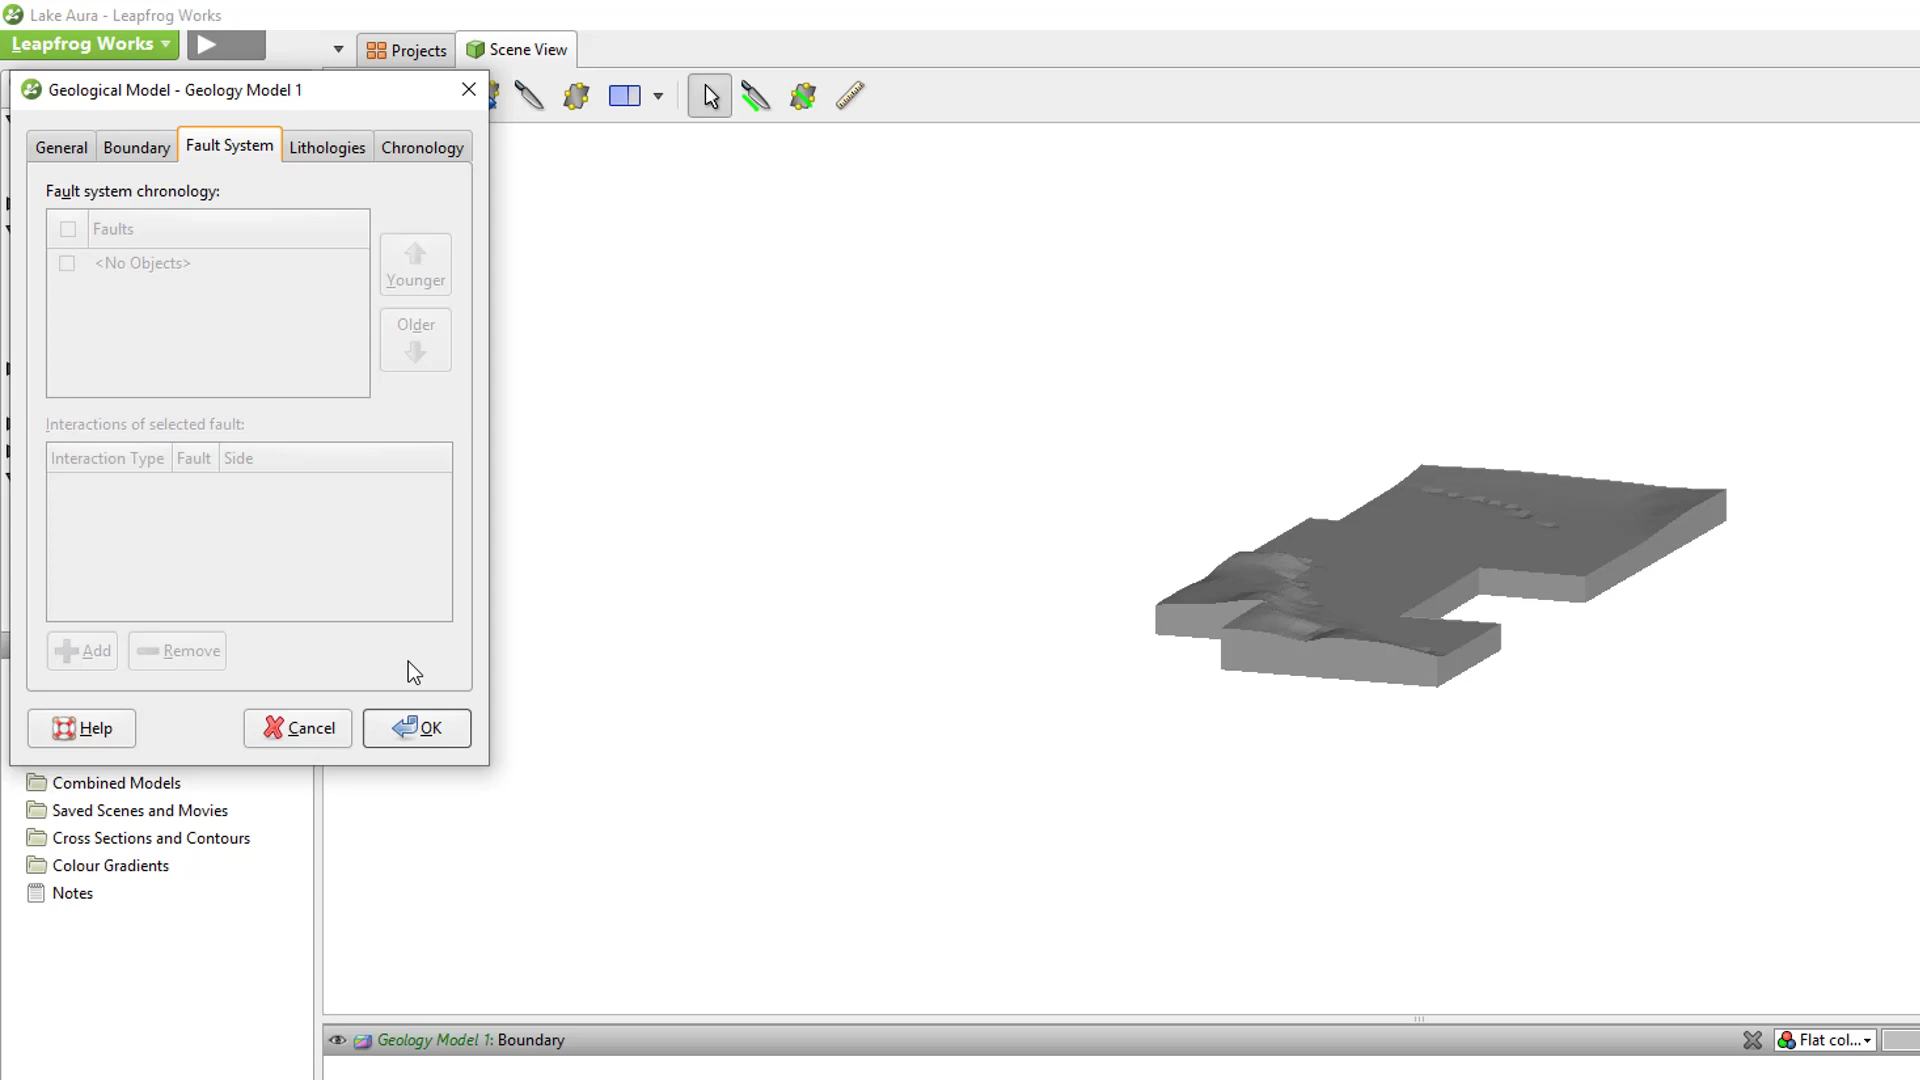 Lake Aura - Leapfrog Works
Leapfrog Works
Projects
Scene View
Geological Model - Geology Model 1
General
Boundary
Fault System
Lithologies
Chronology
Fault system chronology:
Faults
<No Objects>
Younger
Older
Interactions of selected fault:
Interaction Type Fault Side
Add
Remove
Help
Cancel
OK
Combined Models
Saved Scenes and Movies
Cross Sections and Contours
Colour Gradients
Notes
Geology Model 1: Boundary
Flat col...